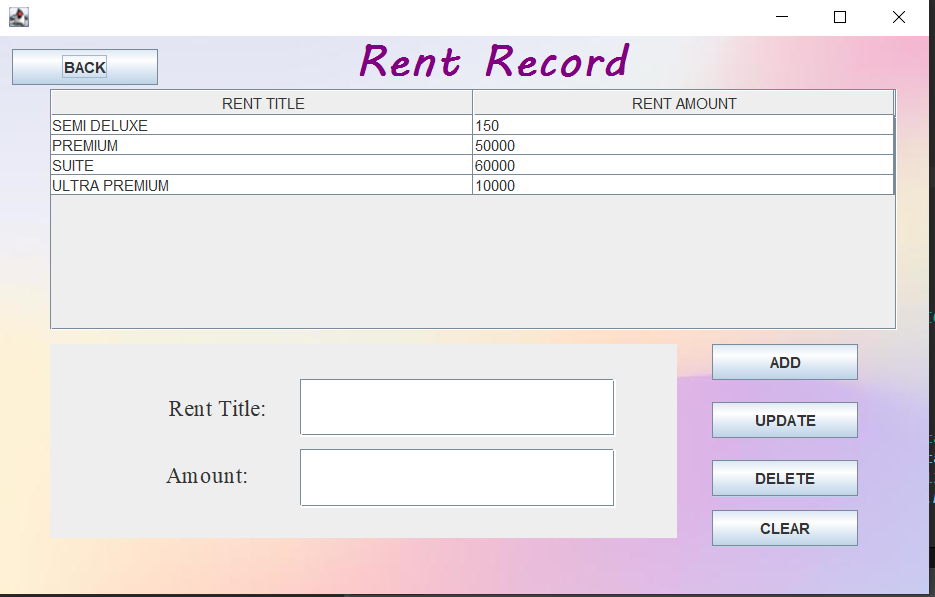 Rent Record
BACK
RENT TITLE RENT AMOUNT
SEMI DELUXE 150
PREMIUM 50000
SUITE 60000
ULTRA PREMIUM 10000
Rent Title:
Amount:
ADD
UPDATE
DELETE
CLEAR